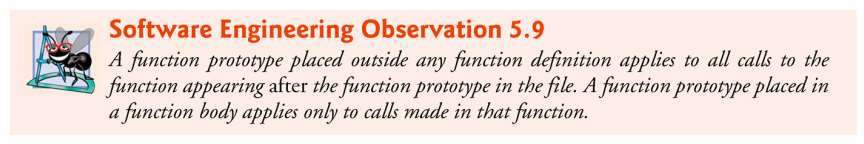 Software Engineering Observation 5.9
A function prototype placed outside any function definition applies to all calls to the
function appearing after the function prototype in the file. A function prototype placed in
a function body applies only to calls made in that function.